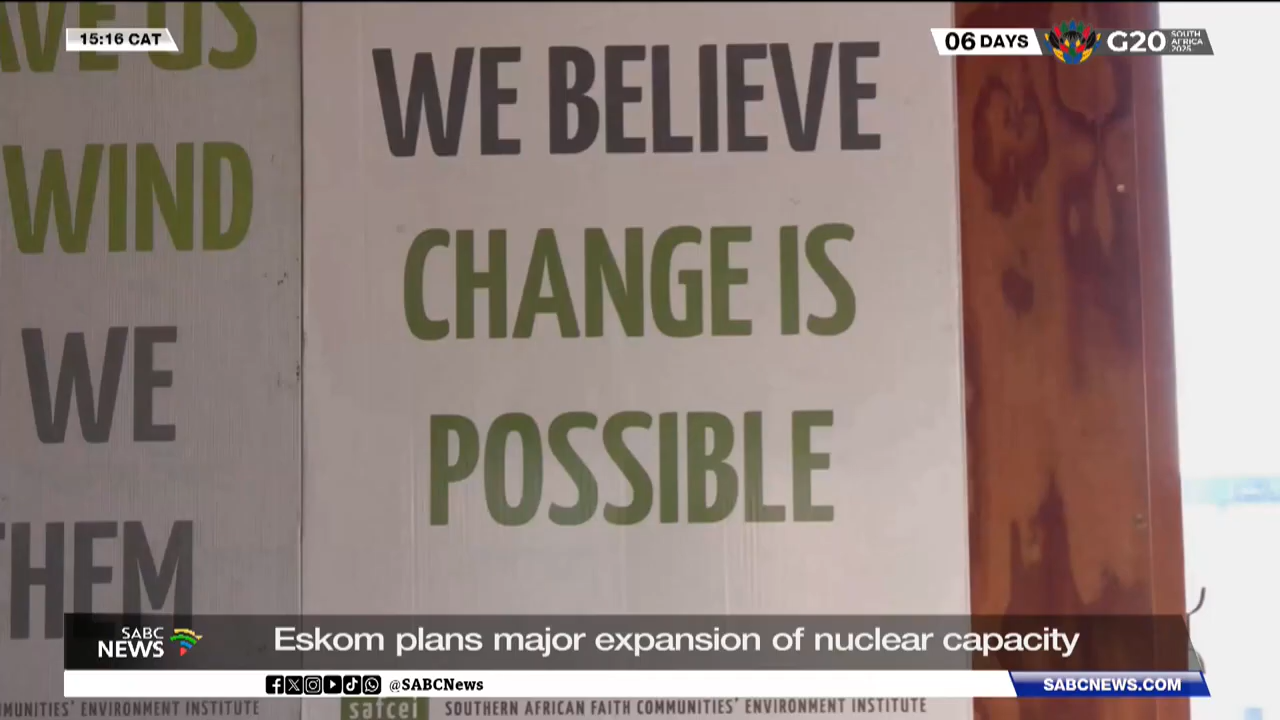 15:16 CAT
06 DAYS
G20
SOUTH
AFRICA
2025
US
WIND
WE
THEM
WE BELIEVE
CHANGE IS
POSSIBLE
SABC
NEWS
Eskom plans major expansion of nuclear capacity
@SABCNews
SABCNEWS.COM
ENVIRONMENT INSTITUTE
safcei
SOUTHERN AFRICAN FAITH COMMUNITIES' ENVIRONMENT INSTITUTE